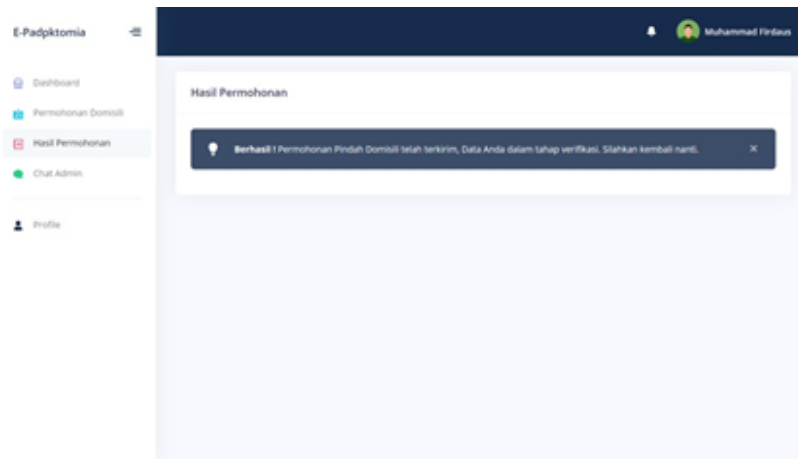 E-Padpktomia
Muhammad Firdaus
Dashboard
Permohonan Domisili
Hasil Permohonan
Chat Admin
Profile
Hasil Permohonan
Berhasil ! Permohonan Pindah Domisili telah terkirim, Data Anda dalam tahap verifikasi. Silahkan kembali nanti.